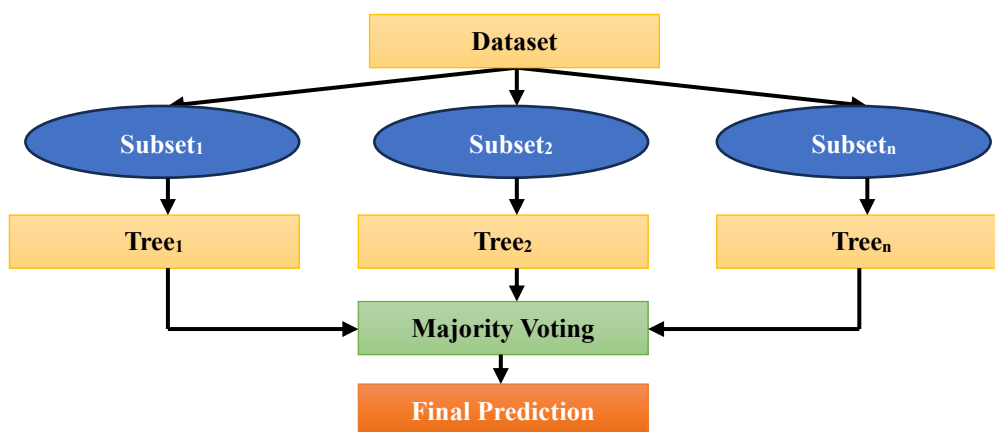 Dataset
Subset₁
Subset₂
Subsetₙ
Tree₁
Tree₂
Treeₙ
Majority Voting
Final Prediction